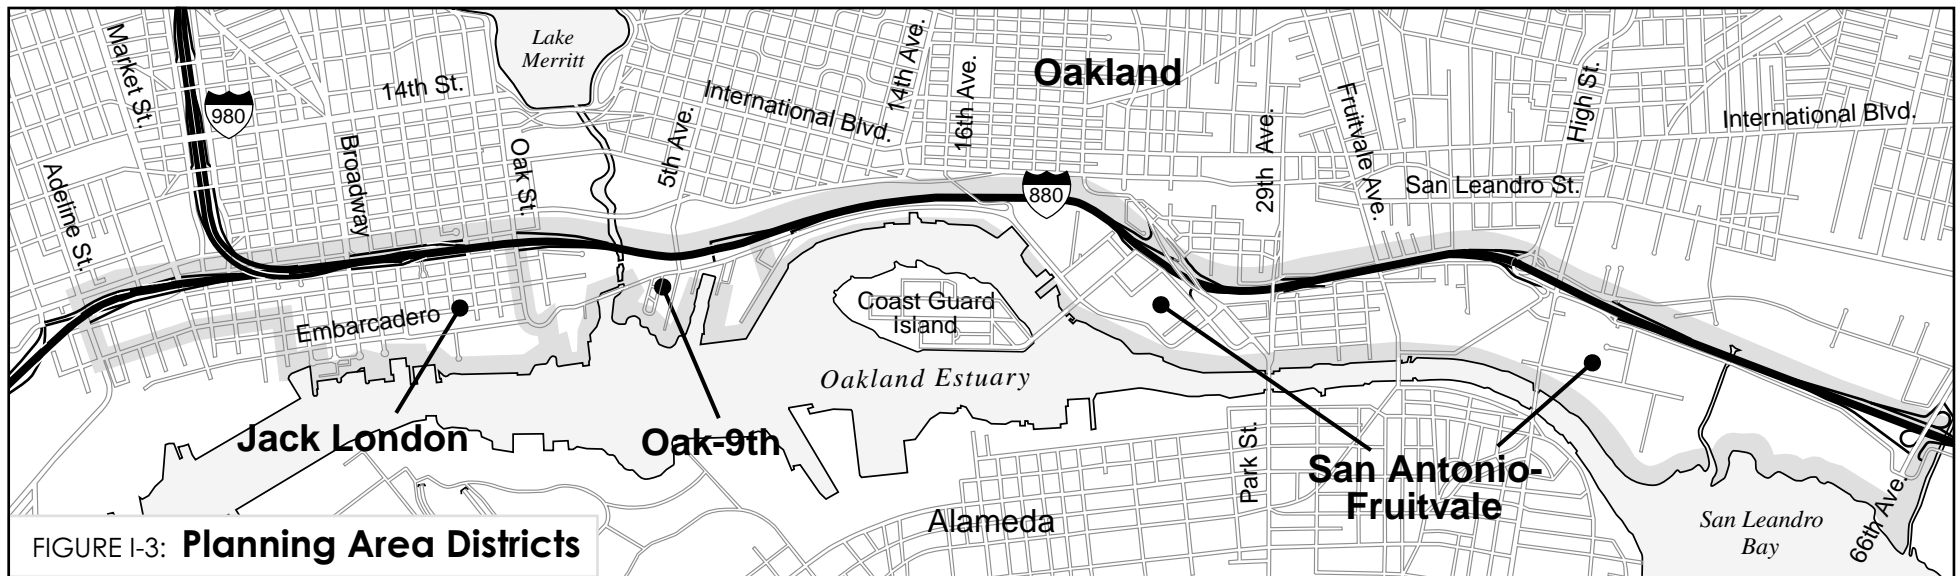 Market St.
980
14th St.
Lake
Merritt
Broadway
Oak St.
Adeline St.
5th Ave.
International Blvd.
14th Ave.
16th Ave.
Oakland
880
29th Ave.
Fruitvale Ave.
San Leandro St.
High St.
International Blvd.
Embarcadero
Coast Guard
Island
Oakland Estuary
Jack London
Oak-9th
San Antonio-
Fruitvale
Park St.
Alameda
San Leandro
Bay
66th Ave.
FIGURE I-3: Planning Area Districts